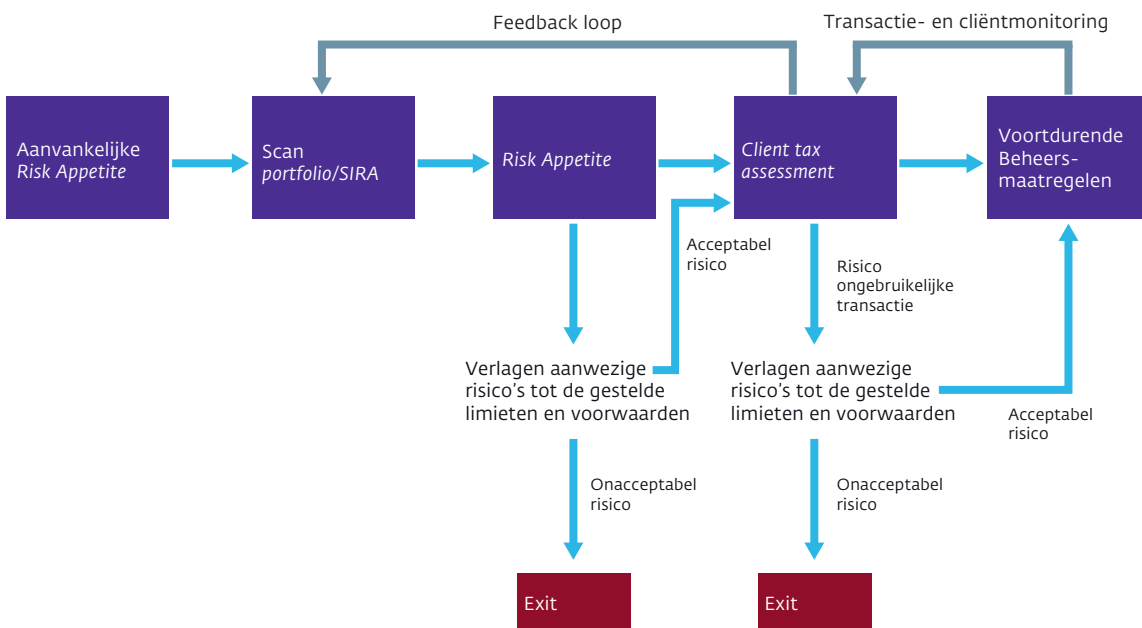 Feedback loop
Transactie- en cliëntmonitoring
Aanvankelijke
Risk Appetite
Scan
portfolio/SIRA
Risk Appetite
Client tax
assessment
Voortdurende
Beheers-
maatregelen
Acceptabel
risico
Risico
ongebruikelijke
transactie
Verlagen aanwezige
risico’s tot de gestelde
limieten en voorwaarden
Verlagen aanwezige
risico’s tot de gestelde
limieten en voorwaarden
Acceptabel
risico
Onacceptabel
risico
Onacceptabel
risico
Exit
Exit